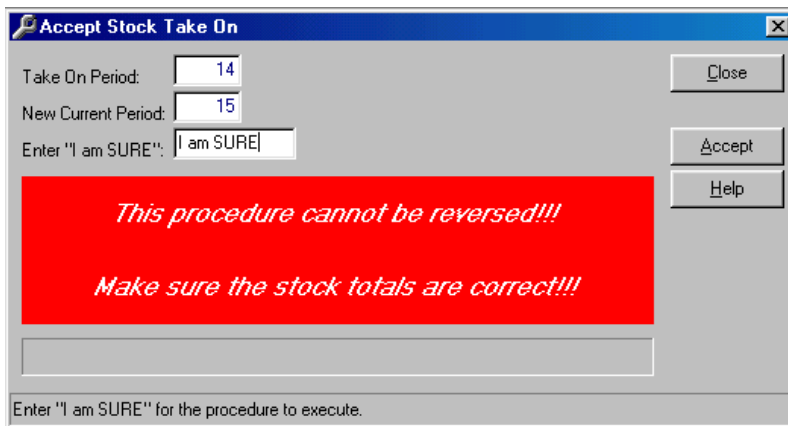 Accept Stock Take On
Take On Period: 14
Close
New Current Period: 15
Enter "I am SURE": I am SURE
Accept
Help
This procedure cannot be reversed!!!
Make sure the stock totals are correct!!!
Enter "I am SURE" for the procedure to execute.